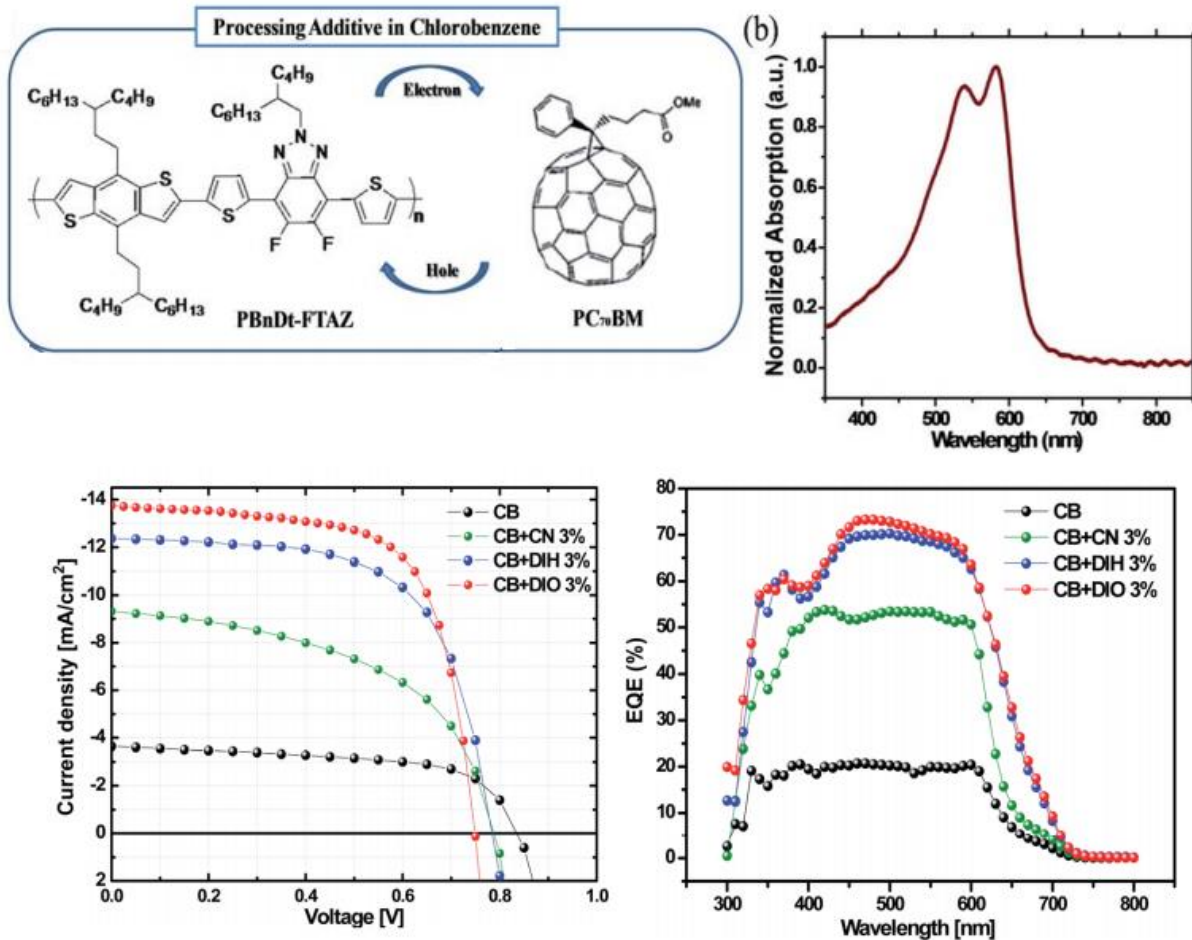 Processing Additive in Chlorobenzene
C4H9
C6H13
C4H9
C6H13
N
N
N
S
S
S
S
F
F
n
C4H9
C6H13
PBnDt-FTAZ
Electron
Hole
OMe
O
PC70BM
(b)
Normalized Absorption (a.u.)
1.0
0.8
0.6
0.4
0.2
0.0
400 500 600 700 800
Wavelength (nm)
Current density [mA/cm2]
-14
-12
-10
-8
-6
-4
-2
0
2
0.0 0.2 0.4 0.6 0.8 1.0
Voltage [V]
CB
CB+CN 3%
CB+DIH 3%
CB+DIO 3%
EQE (%)
80
70
60
50
40
30
20
10
0
300 400 500 600 700 800
Wavelength [nm]
CB
CB+CN 3%
CB+DIH 3%
CB+DIO 3%